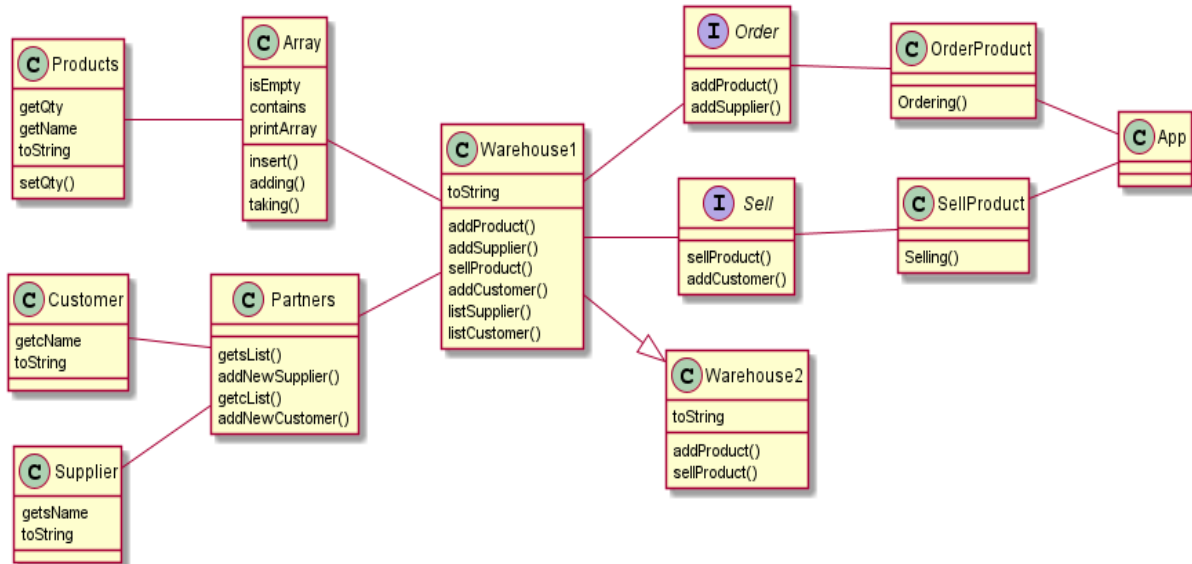 C Products
getQty
getName
toString
setQty()
C Array
isEmpty
contains
printArray
insert()
adding()
taking()
C Customer
getcName
toString
C Supplier
getsName
toString
C Partners
getsList()
addNewSupplier()
getcList()
addNewCustomer()
C Warehouse1
toString
addProduct()
addSupplier()
sellProduct()
addCustomer()
listSupplier()
listCustomer()
I Order
addProduct()
addSupplier()
I Sell
sellProduct()
addCustomer()
C Warehouse2
toString
addProduct()
sellProduct()
C OrderProduct
Ordering()
C SellProduct
Selling()
C App